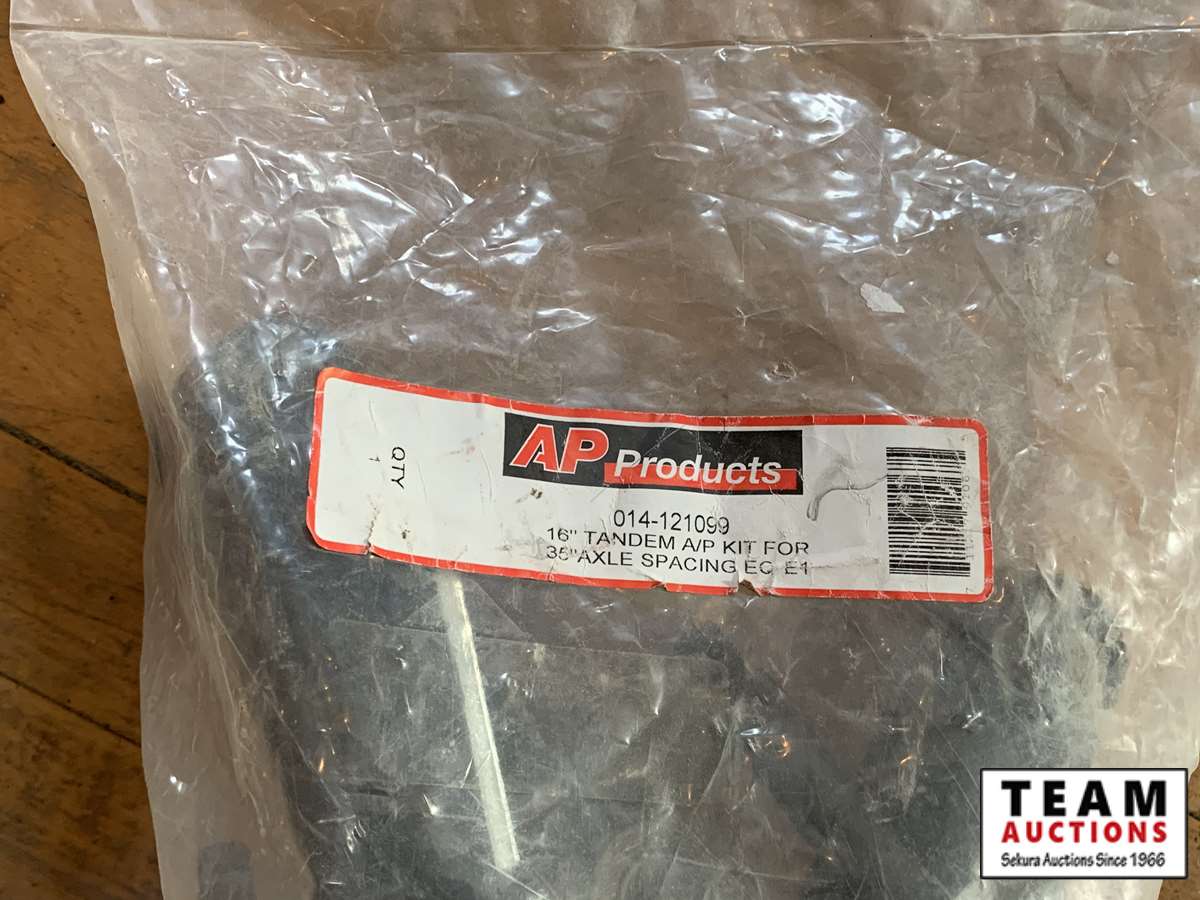 AP Products
QTY
1
014-121099
16" TANDEM A/P KIT FOR
35"AXLE SPACING EQ E1
TEAM
AUCTIONS
Sekura Auctions Since 1966